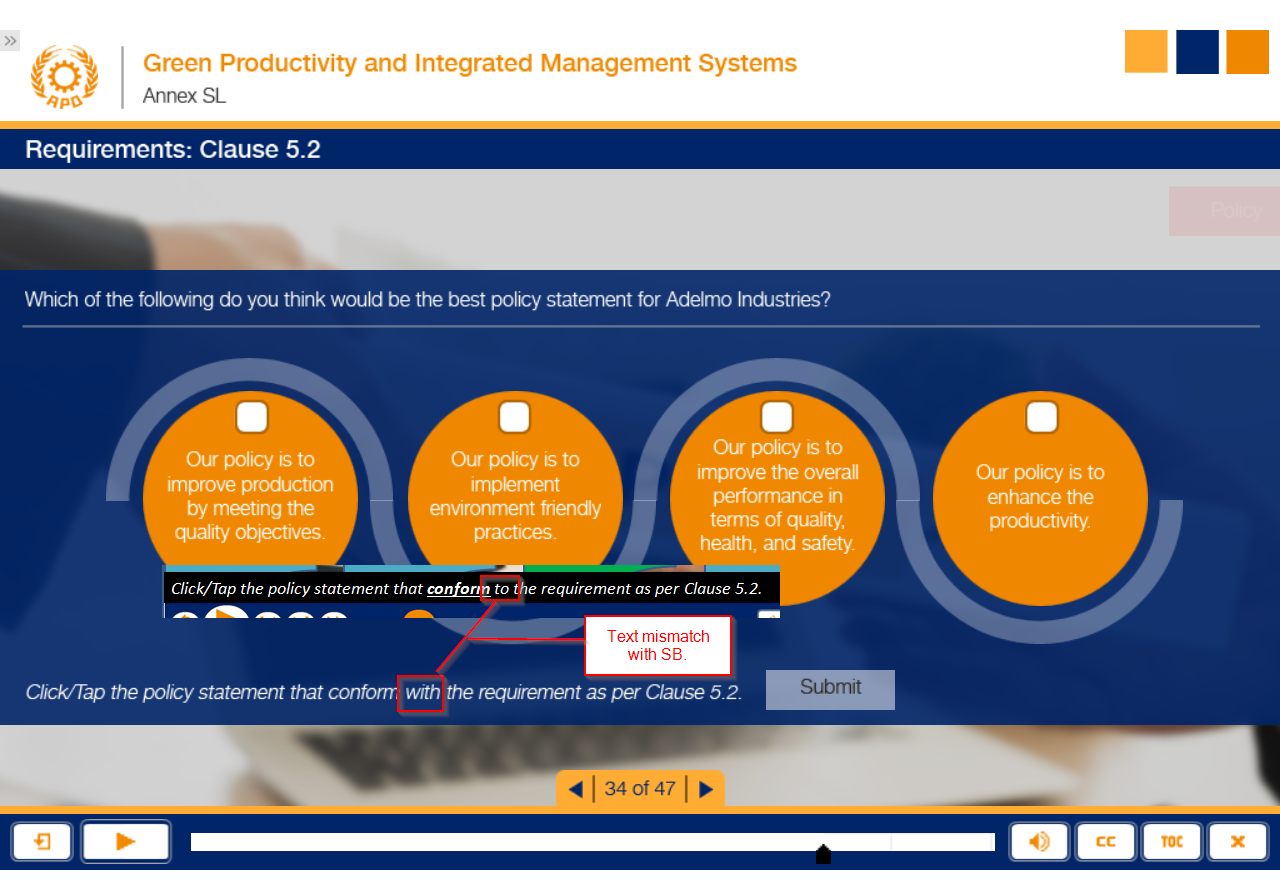 »
APO
Green Productivity and Integrated Management Systems
Annex SL
Requirements: Clause 5.2
Policy
Which of the following do you think would be the best policy statement for Adelmo Industries?
Our policy is to
improve production
by meeting the
quality objectives.
Our policy is to
implement
environment friendly
practices.
Our policy is to
improve the overall
performance in
terms of quality,
health, and safety.
Our policy is to
enhance the
productivity.
Click/Tap the policy statement that conform to the requirement as per Clause 5.2.
Text mismatch
with SB.
Click/Tap the policy statement that conform with the requirement as per Clause 5.2.
Submit
34 of 47
CC
TOC